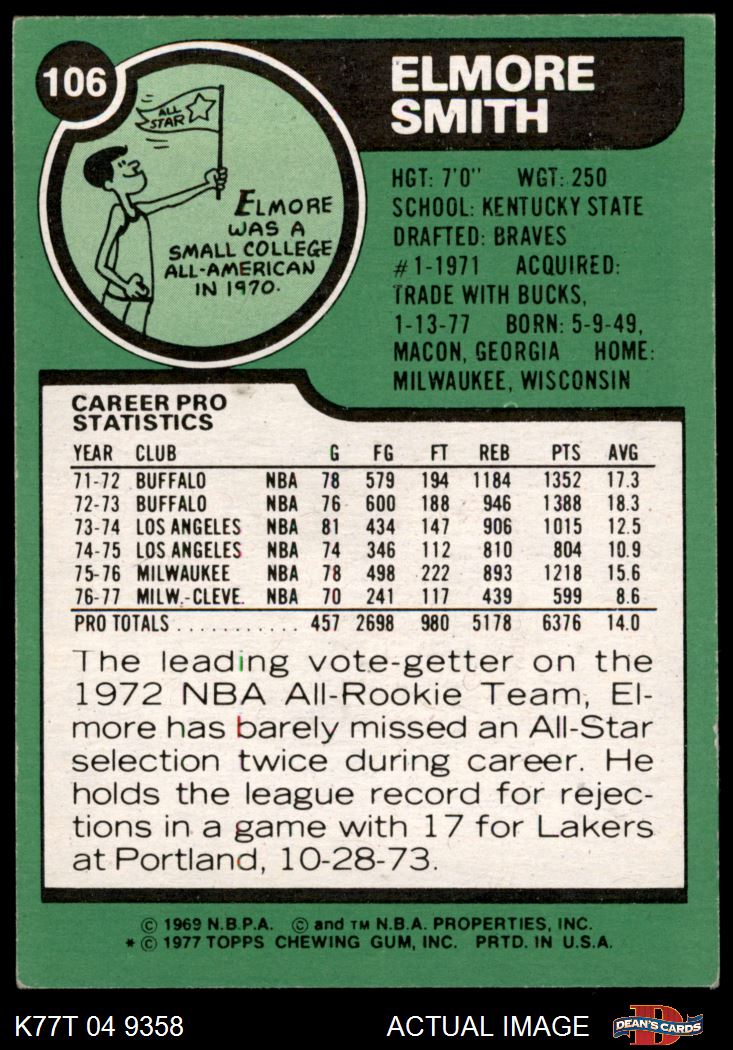 106
ELMORE
SMITH
ALL
STAR
ELMORE
WAS A
SMALL COLLEGE
ALL-AMERICAN
IN 1970.
HGT: 7'0" WGT: 250
SCHOOL: KENTUCKY STATE
DRAFTED: BRAVES
#1-1971 ACQUIRED:
TRADE WITH BUCKS,
1-13-77 BORN: 5-9-49,
MACON, GEORGIA HOME:
MILWAUKEE, WISCONSIN
CAREER PRO
STATISTICS
YEAR CLUB G FG FT REB PTS AVG
71-72 BUFFALO NBA 78 579 194 1184 1352 17.3
72-73 BUFFALO NBA 76 600 188 946 1388 18.3
73-74 LOS ANGELES NBA 81 434 147 906 1015 12.5
74-75 LOS ANGELES NBA 74 346 112 810 804 10.9
75-76 MILWAUKEE NBA 78 498 222 893 1218 15.6
76-77 MILW.-CLEVE. NBA 70 241 117 439 599 8.6
PRO TOTALS . . . . . . . . . . . 457 2698 980 5178 6376 14.0
The leading vote-getter on the
1972 NBA All-Rookie Team, El-
more has barely missed an All-Star
selection twice during career. He
holds the league record for rejec-
tions in a game with 17 for Lakers
at Portland, 10-28-73.
© 1969 N.B.P.A. © and TM N.B.A. PROPERTIES, INC.
* © 1977 TOPPS CHEWING GUM, INC. PRTD. IN U.S.A.
K77T 04 9358 ACTUAL IMAGE
D
DEAN'S CARDS